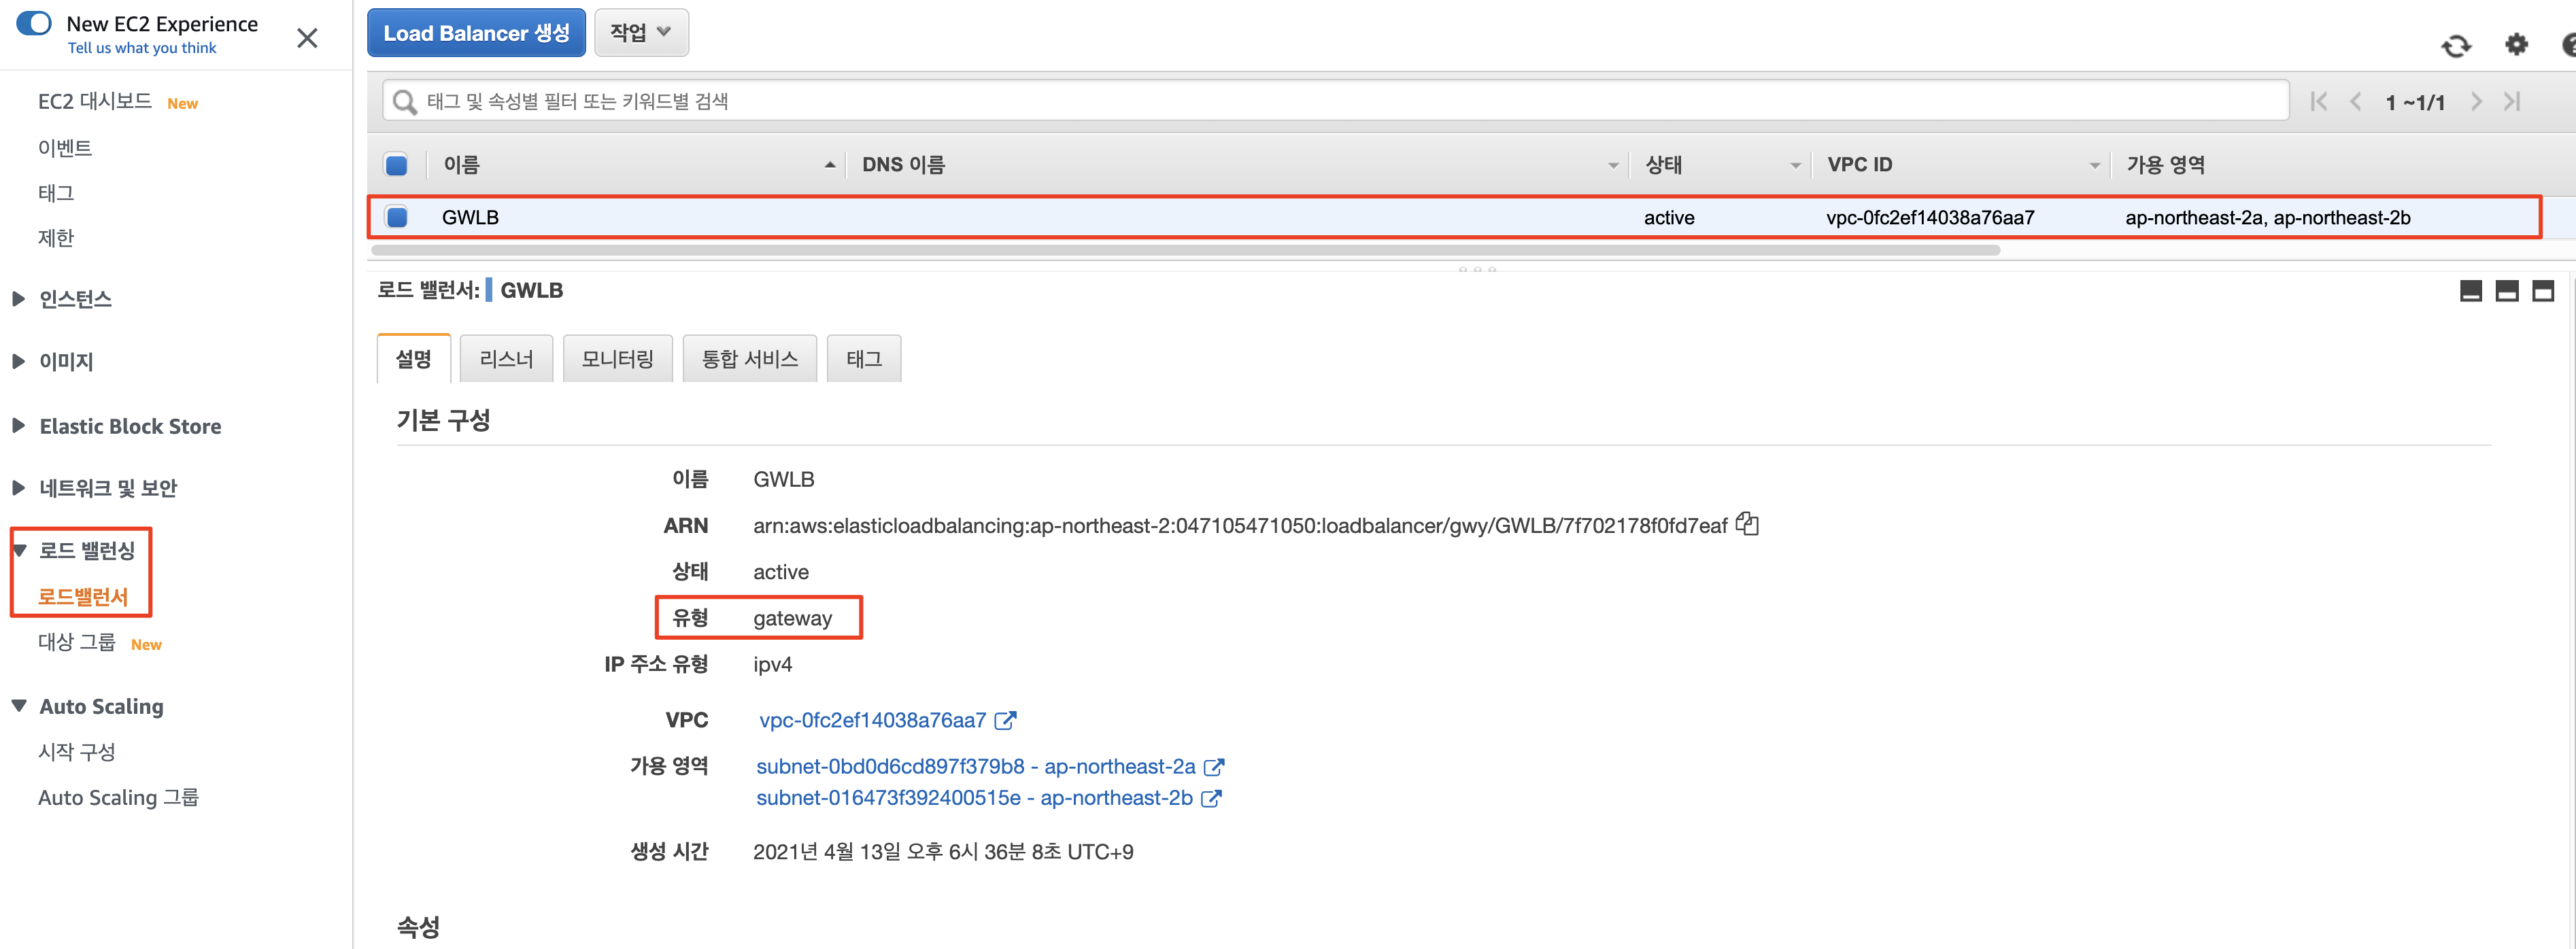 New EC2 Experience
Tell us what you think
EC2 대시보드 New
이벤트
태그
제한
인스턴스
이미지
Elastic Block Store
네트워크 및 보안
로드 밸런싱
로드밸런서
대상 그룹 New
Auto Scaling
시작 구성
Auto Scaling 그룹
Load Balancer 생성 작업
태그 및 속성별 필터 또는 키워드별 검색 1 ~1/1
이름 DNS 이름 상태 VPC ID 가용 영역
GWLB active vpc-0fc2ef14038a76aa7 ap-northeast-2a, ap-northeast-2b
로드 밸런서: GWLB
설명 리스너 모니터링 통합 서비스 태그
기본 구성
이름 GWLB
ARN arn:aws:elasticloadbalancing:ap-northeast-2:047105471050:loadbalancer/gwy/GWLB/7f702178f0fd7eaf
상태 active
유형 gateway
IP 주소 유형 ipv4
VPC vpc-0fc2ef14038a76aa7
가용 영역 subnet-0bd0d6cd897f379b8 - ap-northeast-2a
subnet-016473f392400515e - ap-northeast-2b
생성 시간 2021년 4월 13일 오후 6시 36분 8초 UTC+9
속성